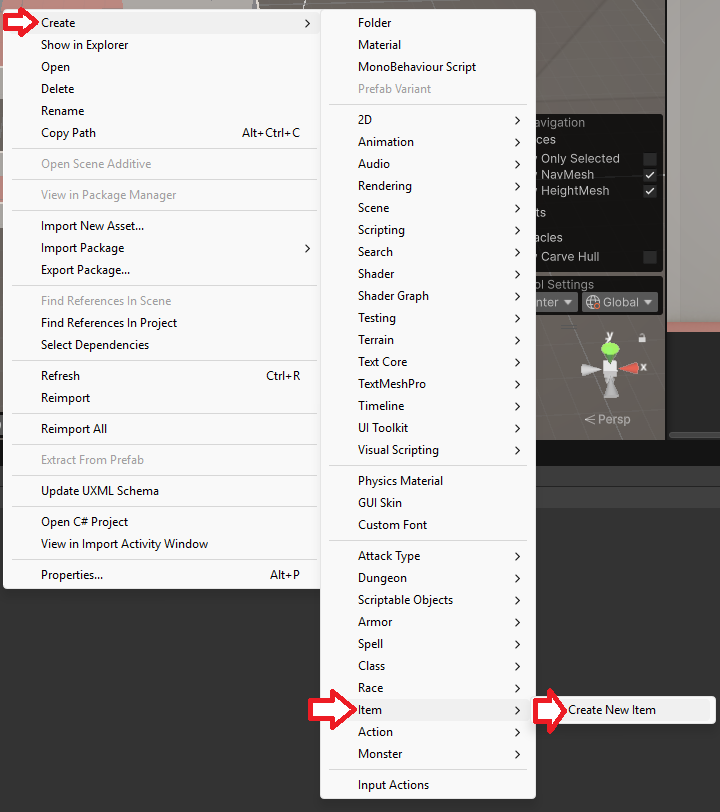 Create
Show in Explorer
Open
Delete
Rename
Copy Path Alt+Ctrl+C
Open Scene Additive
View in Package Manager
Import New Asset...
Import Package
Export Package...
Find References In Scene
Find References In Project
Select Dependencies
Refresh Ctrl+R
Reimport
Reimport All
Extract From Prefab
Update UXML Schema
Open C# Project
View in Import Activity Window
Properties... Alt+P
Folder
Material
MonoBehaviour Script
Prefab Variant
2D
Animation
Audio
Rendering
Scene
Scripting
Search
Shader
Shader Graph
Testing
Terrain
Text Core
TextMeshPro
Timeline
UI Toolkit
Visual Scripting
Physics Material
GUI Skin
Custom Font
Attack Type
Dungeon
Scriptable Objects
Armor
Spell
Class
Race
Item
Action
Monster
Input Actions
Create New Item
avigation
ces
Only Selected
NavMesh
HeightMesh
ts
acles
Carve Hull
ol Settings
nter Global
y
x
Persp